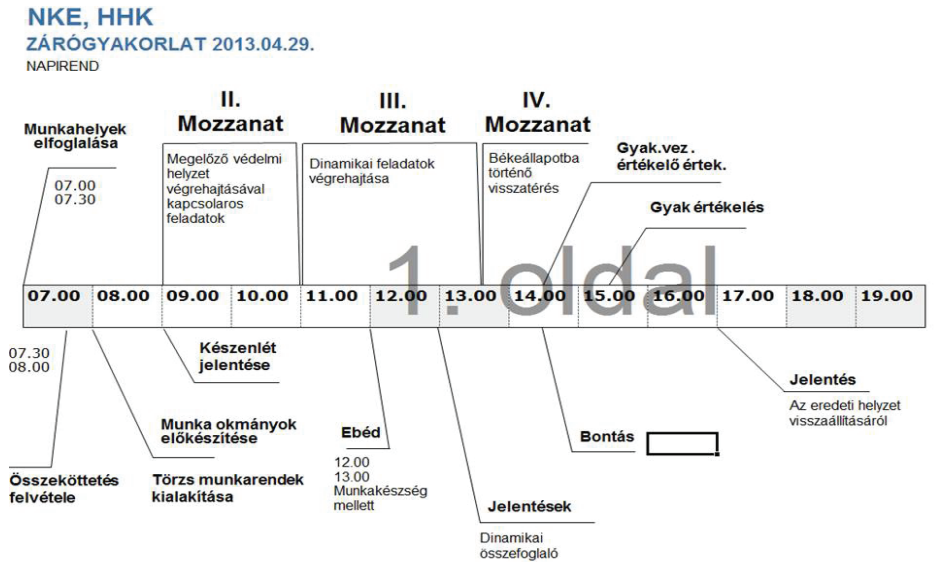 NKE, HHK
ZÁRÓGYAKORLAT 2013.04.29.
NAPIREND
Munkahelyek
elfoglalása
07.00
07.30
II.
Mozzanat
Megelőző védelmi
helyzet
végrehajtásával
kapcsolaros
feladatok
III.
Mozzanat
Dinamikai feladatok
végrehajtása
IV.
Mozzanat
Békeállapotba
történő
visszatérés
Gyak.vez .
értékelő értek.
Gyak értékelés
1. oldal
07.00 08.00 09.00 10.00 11.00 12.00 13.00 14.00 15.00 16.00 17.00 18.00 19.00
07.30
08.00
Összeköttetés
felvétele
Készenlét
jelentése
Munka okmányok
előkészítése
Törzs munkarendek
kialakítása
Ebéd
12.00
13.00
Munkakészség
mellett
Jelentések
Dinamikai
összefoglaló
Bontás
Jelentés
Az eredeti helyzet
visszaállításáról